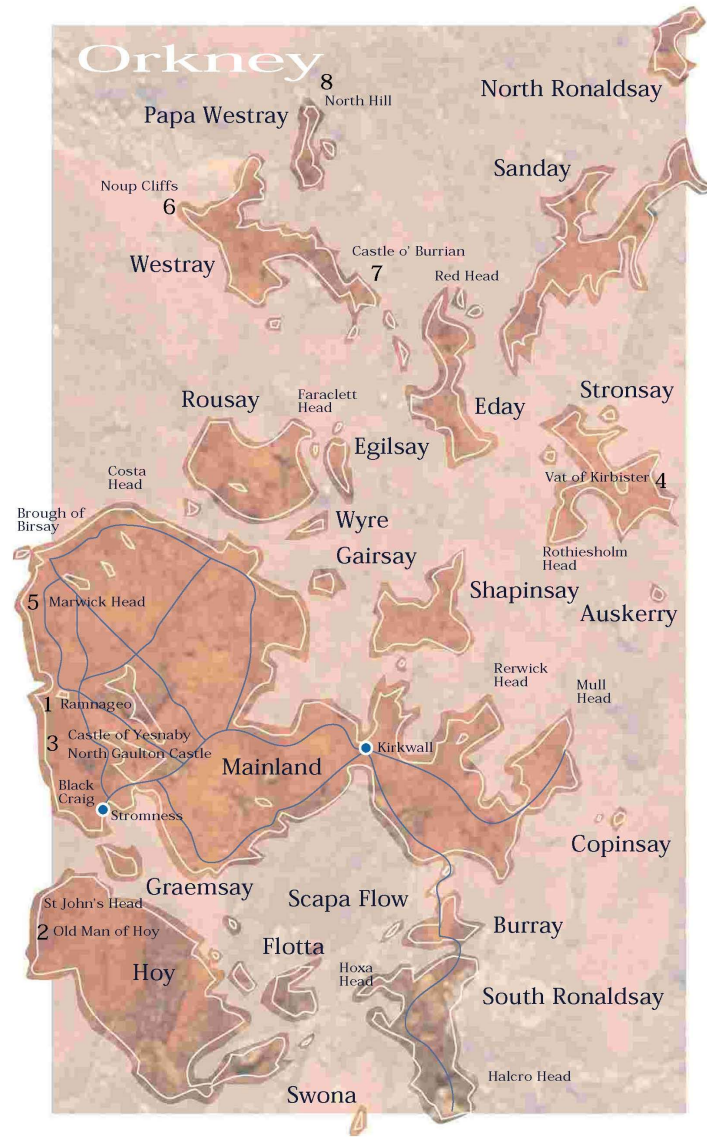 Orkney
8
North Hill
North Ronaldsay
Papa Westray
Sanday
Noup Cliffs
6
Westray
Castle o' Burrian
7
Red Head
Rousay
Faraclett
Head
Stronsay
Eday
Egilsay
Costa
Head
Vat of Kirbister 4
Brough of
Birsay
Wyre
Gairsay
Rothiesholm
Head
Shapinsay
Auskerry
5 Marwick Head
Rerwick
Head
Mull
Head
1 Ramnageo
3 Castle of Yesnaby
North Gaulton Castle
Kirkwall
Mainland
Black
Craig
Stromness
Copinsay
Graemsay
Scapa Flow
St John's Head
2 Old Man of Hoy
Burray
Flotta
Hoy
Hoxa
Head
South Ronaldsay
Halcro Head
Swona